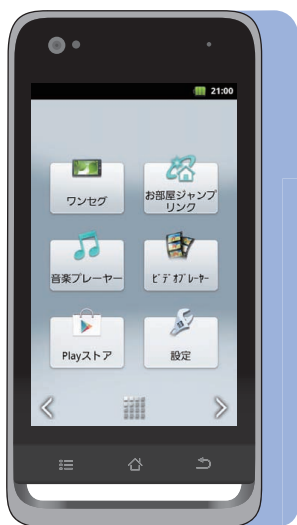 21:00
ワンセグ
お部屋ジャンプ
リンク
音楽プレーヤー
ﾋﾞﾃﾞｵﾌﾟﾚｰﾔｰ
Playストア
設定